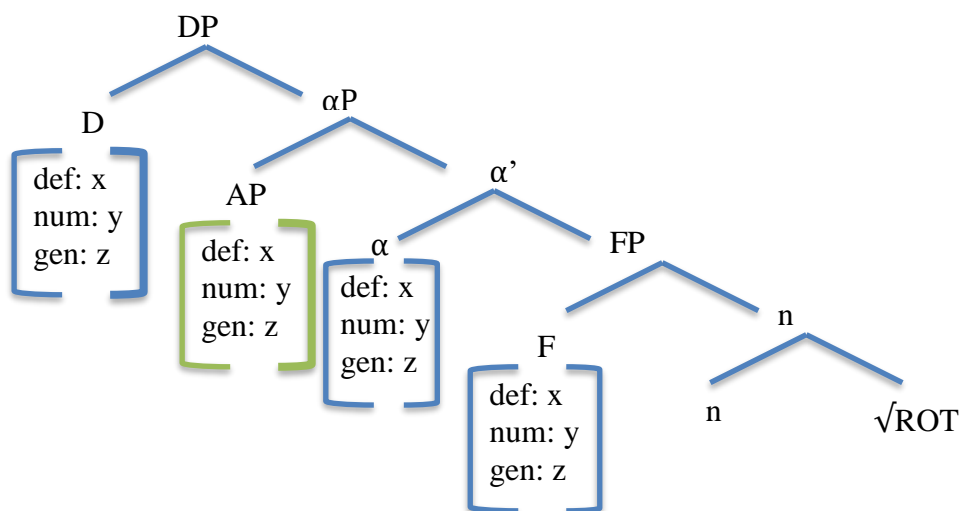 DP
D
αP
def: x
num: y
gen: z
AP
α’
def: x
num: y
gen: z
α
FP
def: x
num: y
gen: z
F
n
def: x
num: y
gen: z
n
√ROT